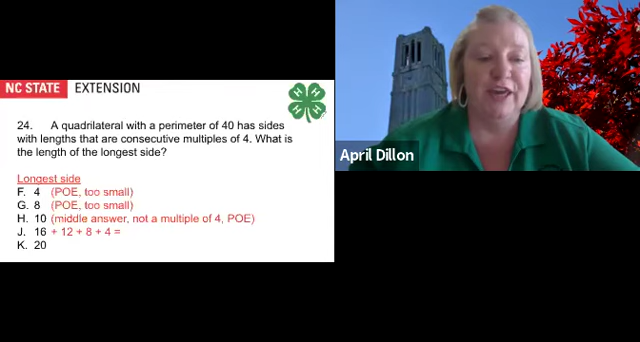 NC STATE EXTENSION
H H
H H
24. A quadrilateral with a perimeter of 40 has sides
with lengths that are consecutive multiples of 4. What is
the length of the longest side?
Longest side
F. 4 (POE, too small)
G. 8 (POE, too small)
H. 10 (middle answer, not a multiple of 4, POE)
J. 16 + 12 + 8 + 4 =
K. 20
April Dillon